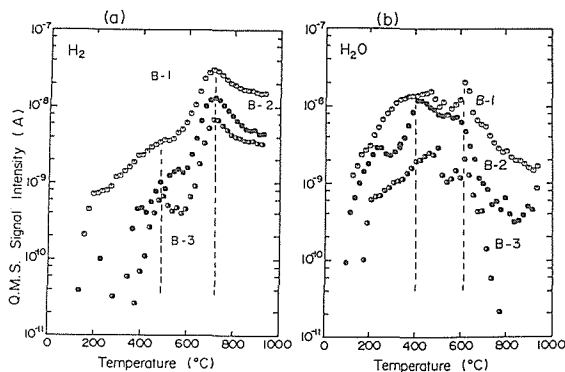 (a)
(b)
Q.M.S. Signal Intensity (A)
10-7
10-8
10-9
10-10
10-11
H2
B-1
B-2
B-3
0 200 400 600 800 1000
Temperature (°C)
10-7
10-8
10-9
10-10
10-11
H2O
B-1
B-2
B-3
0 200 400 600 800 1000
Temperature (°C)